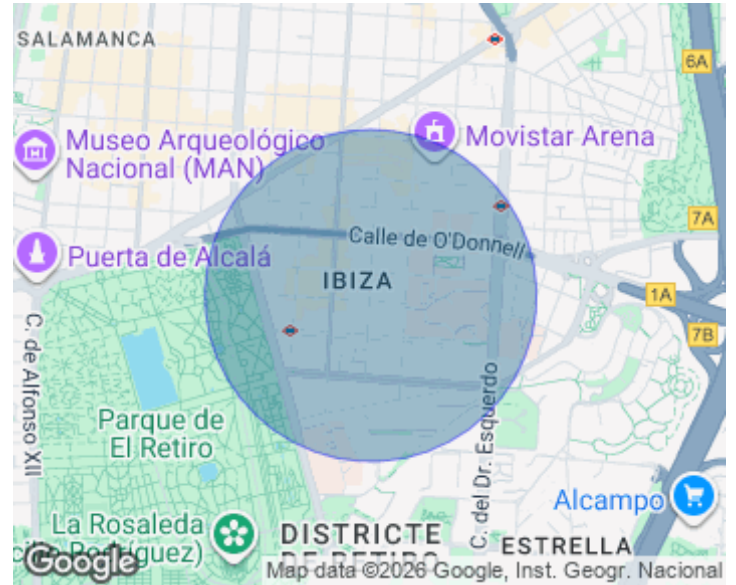 SALAMANCA
6A
Museo Arqueológico
Nacional (MAN)
Movistar Arena
7A
Calle de O'Donnell
Puerta de Alcalá
IBIZA
1A
7B
C. de Alfonso XII
C. del Dr. Esquerdo
Parque de
El Retiro
Alcampo
La Rosaleda
DISTRICTE
DE RETIRO
ESTRELLA
Google
Map data ©2026 Google, Inst. Geogr. Nacional